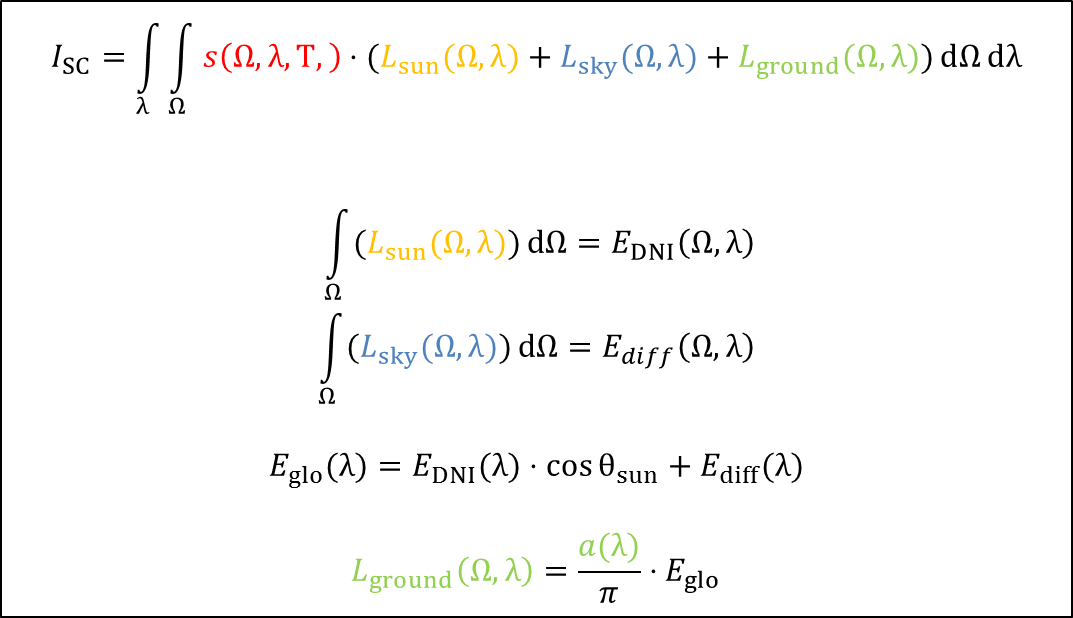 I_SC = ∫_λ ∫_Ω s(Ω, λ, T, ) · (L_sun(Ω, λ) + L_sky(Ω, λ) + L_ground(Ω, λ)) dΩ dλ
∫_Ω (L_sun(Ω, λ)) dΩ = E_DNI(Ω, λ)
∫_Ω (L_sky(Ω, λ)) dΩ = E_diff(Ω, λ)
E_glo(λ) = E_DNI(λ) · cos θ_sun + E_diff(λ)
L_ground(Ω, λ) = a(λ)/π · E_glo